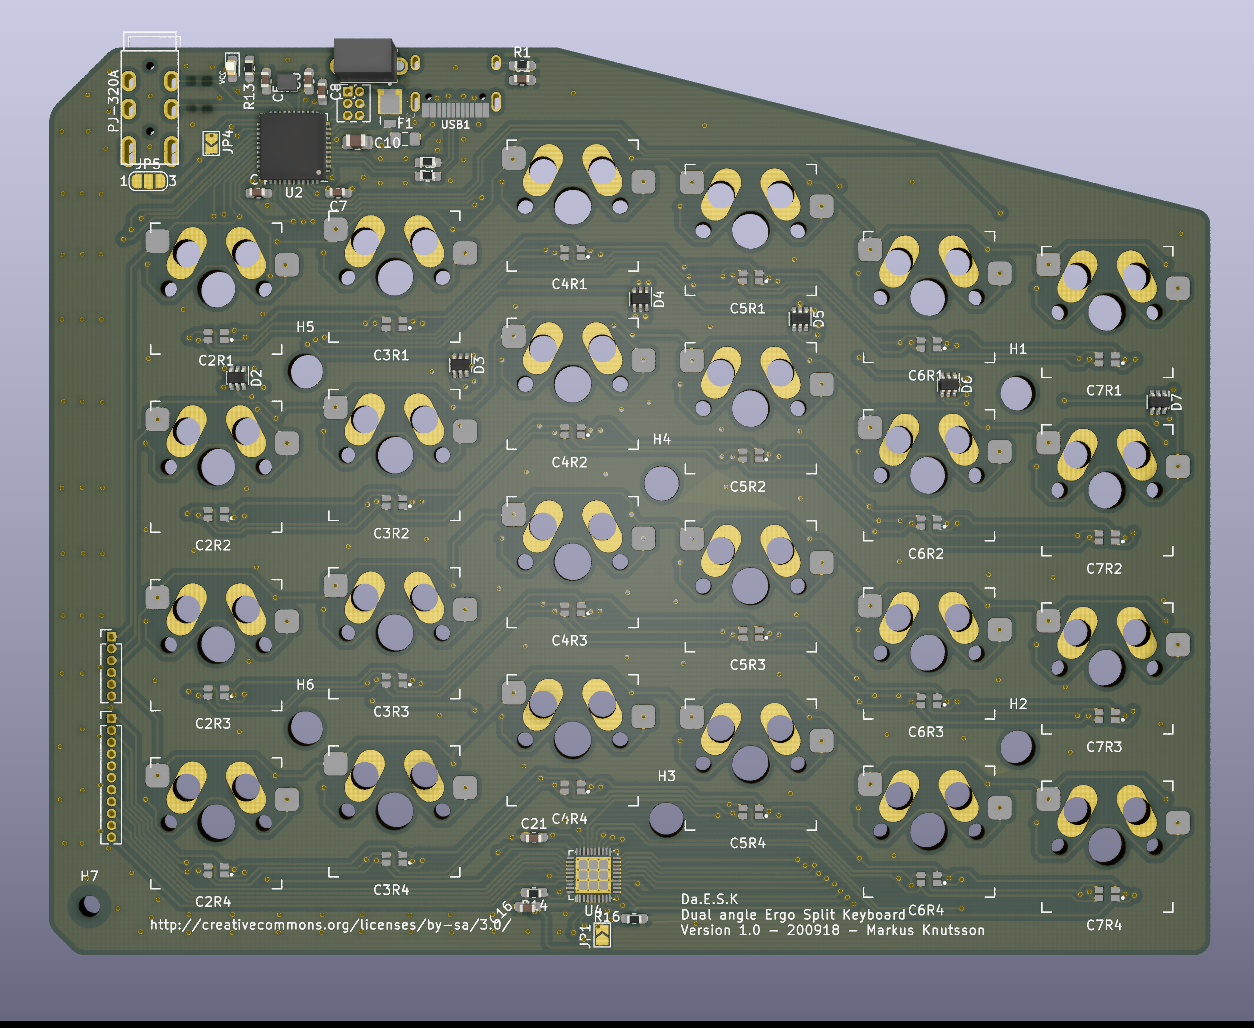 R1
PJ-320A
VCC
R13
C8
F1
USB1
JP4
C10
JP5
1 3
U2
C7
C4R1
D4
C5R1
D5
H5
C2R1
C3R1
D2
D3
C6R1
H1
D6
C7R1
D7
H4
C4R2
C5R2
C2R2
C3R2
C6R2
C7R2
C4R3
C5R3
H6
C2R3
C3R3
C6R3
H2
C7R3
H3
C4R4
C21
C5R4
H7
C2R4
C3R4
R14
C16
U4
R16
JP1
C6R4
C7R4
http://creativecommons.org/licenses/by-sa/3.0/
Da.E.S.K
Dual angle Ergo Split Keyboard
Version 1.0 – 200918 – Markus Knutsson